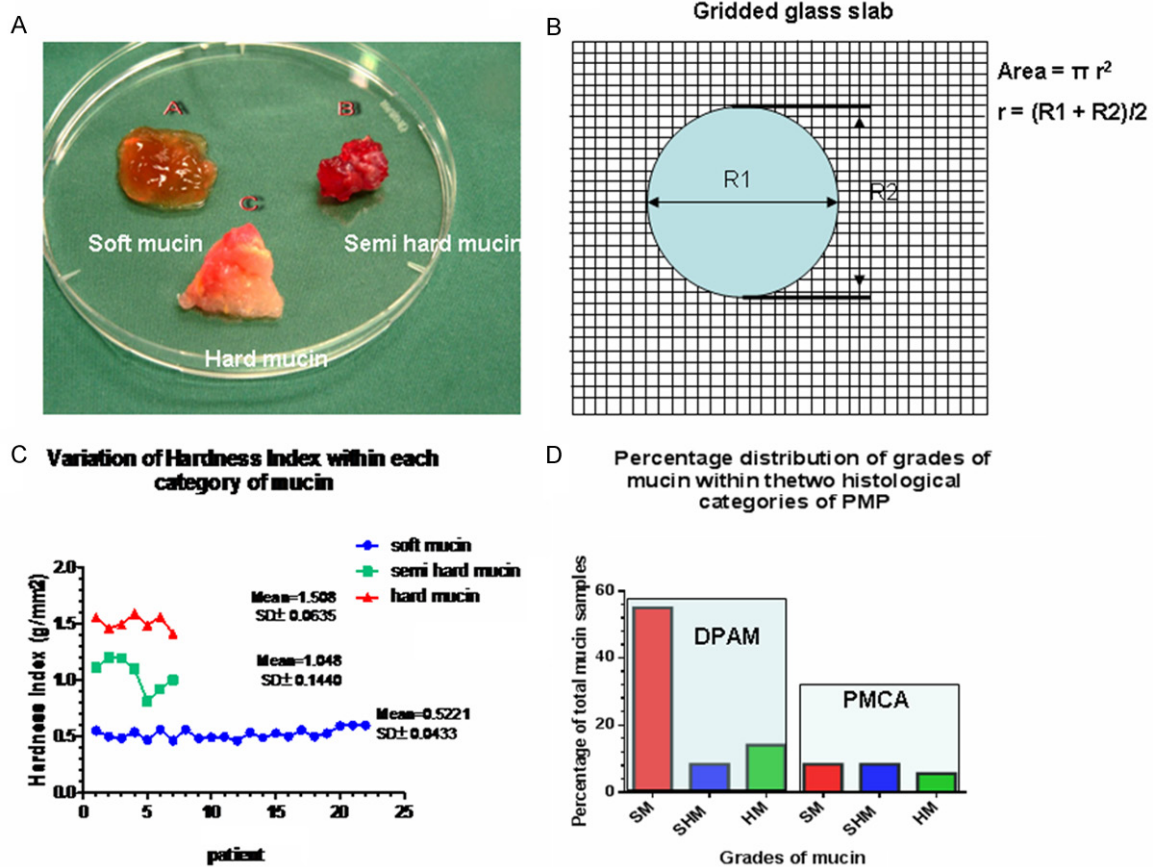 A
A
B
C
Soft mucin
Semi hard mucin
Hard mucin
B
Gridded glass slab
R1
R2
Area = π r²
r = (R1 + R2)/2
C
Variation of Hardness Index within each
category of mucin
soft mucin
semi hard mucin
hard mucin
Hardness Index (g/mm2)
2.0
1.5
1.0
0.5
0.0
Mean=1.508
SD± 0.0635
Mean=1.048
SD± 0.1440
Mean=0.5221
SD± 0.0433
0 5 10 15 20 25
patient
D
Percentage distribution of grades of
mucin within thetwo histological
categories of PMP
Percentage of total mucin samples
60
40
20
0
DPAM
PMCA
SM SHM HM SM SHM HM
Grades of mucin